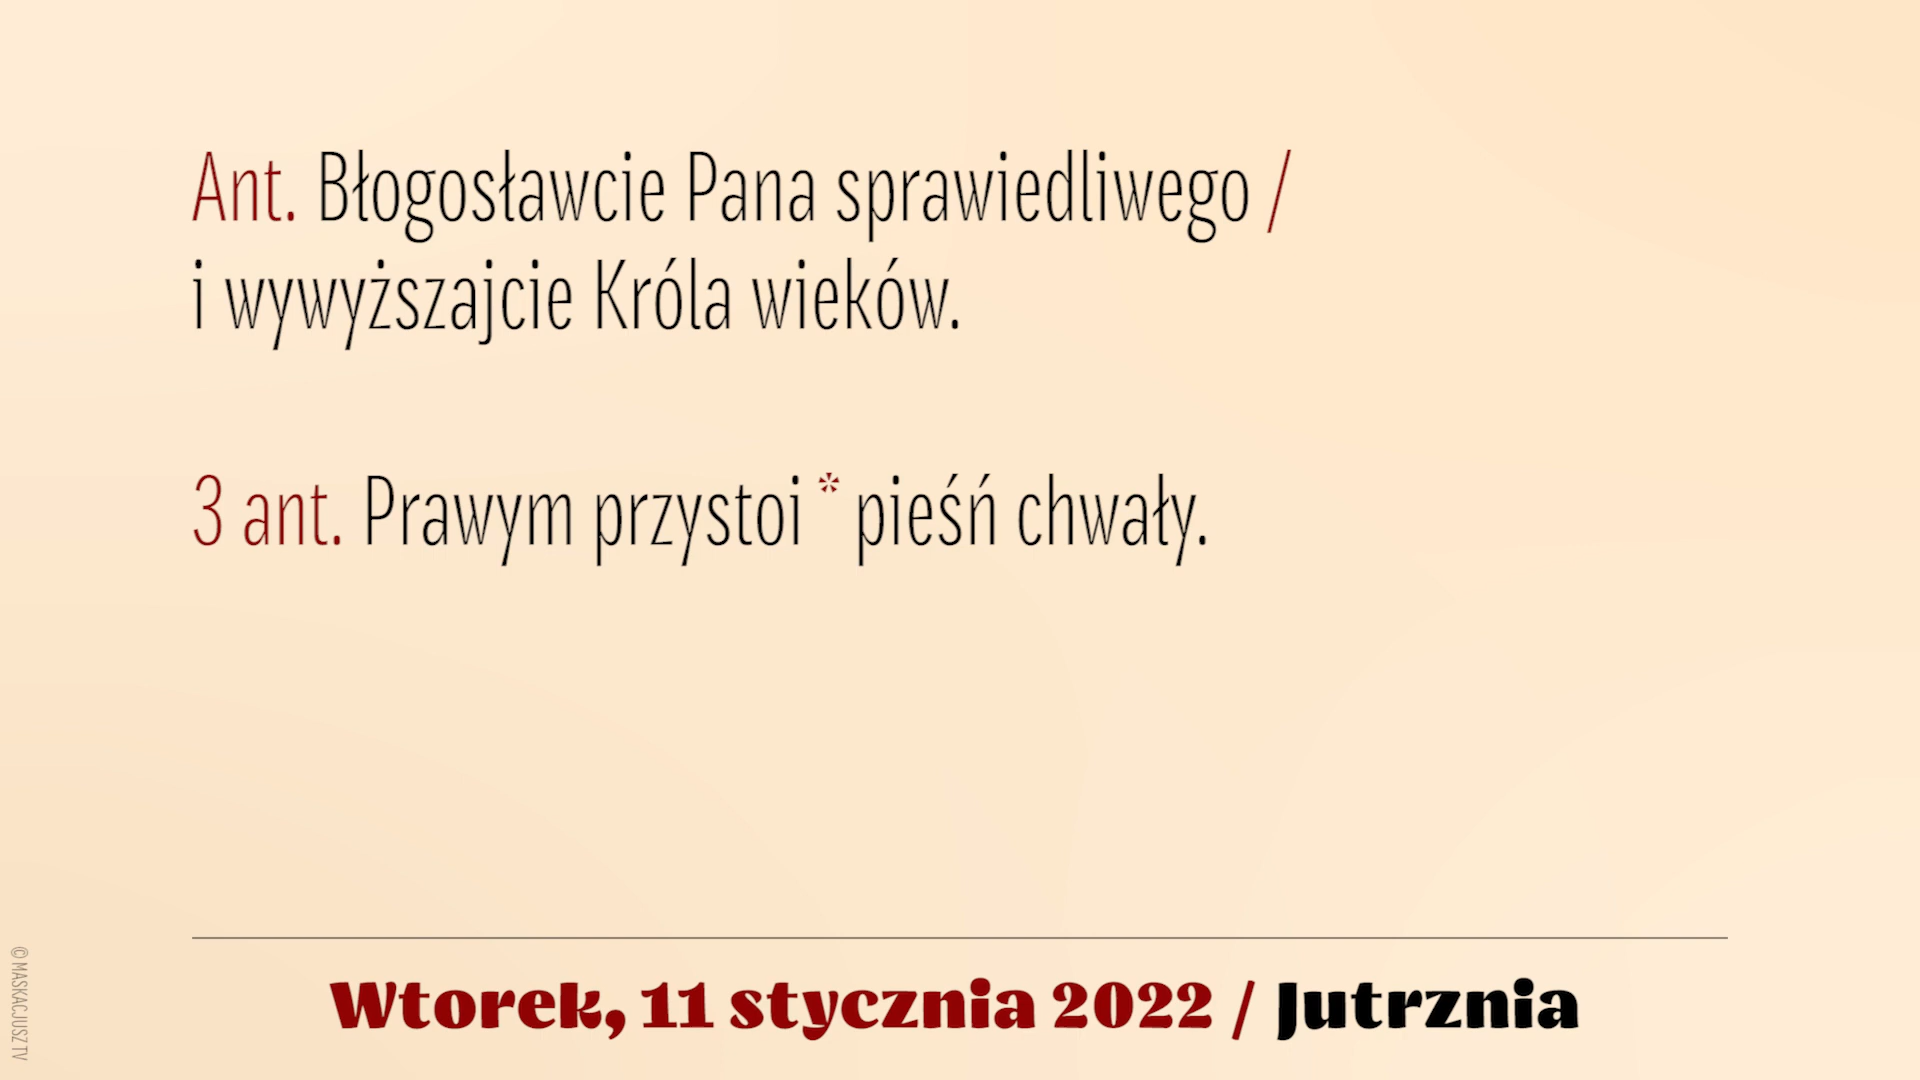 Ant. Błogosławcie Pana sprawiedliwego /
i wywyższajcie Króla wieków.
3 ant. Prawym przystoi * pieśń chwały.
Wtorek, 11 stycznia 2022 / Jutrznia
© MASKACJUSZ TV